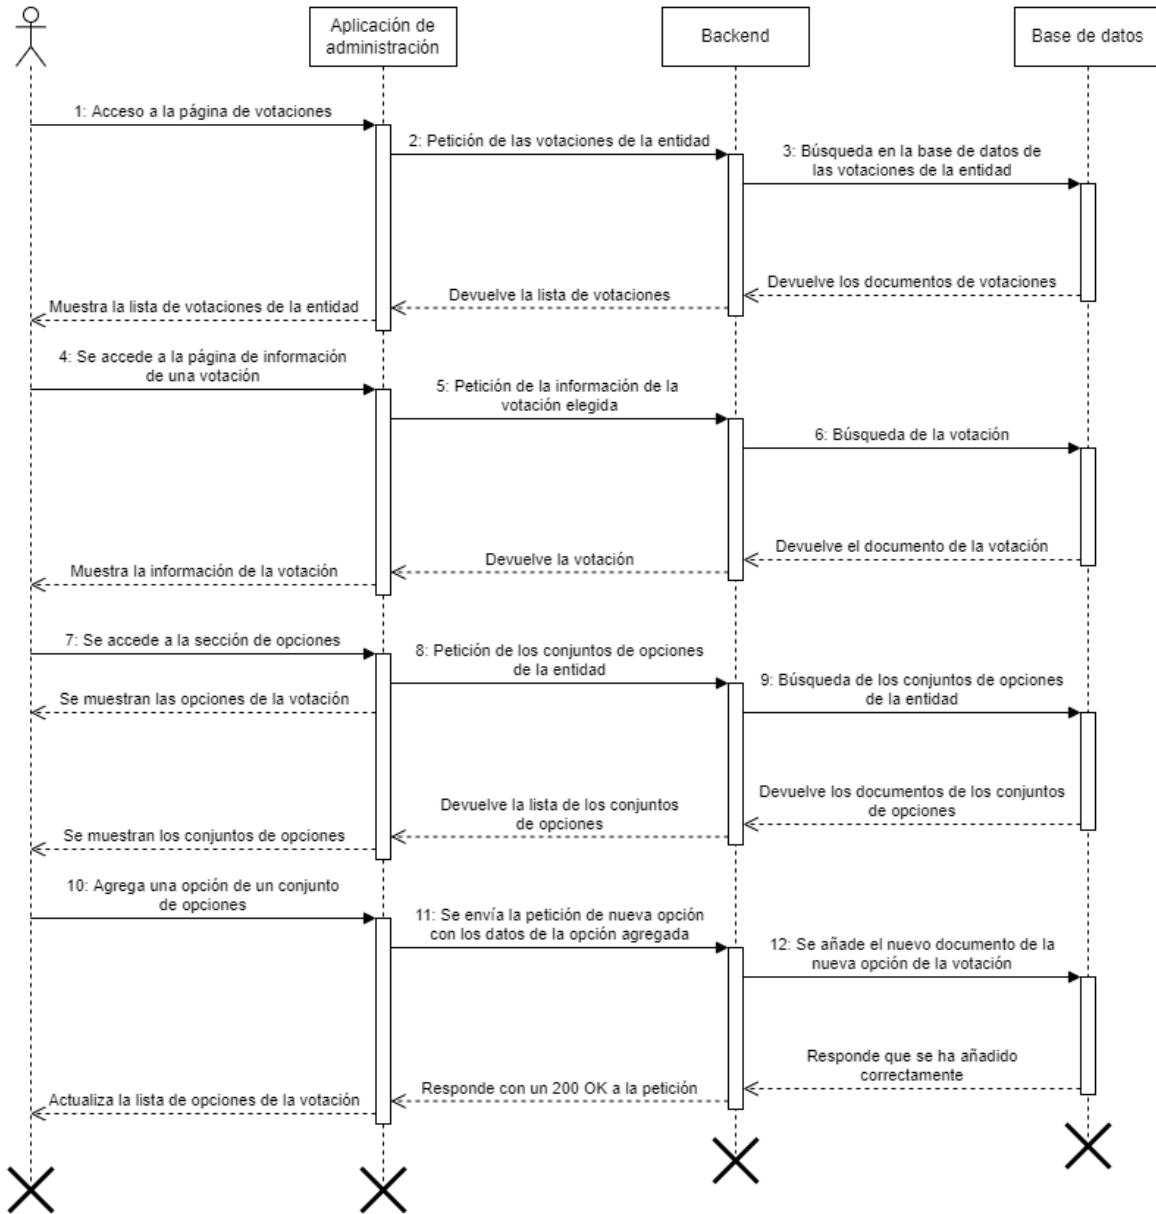 Aplicación de
administración
Backend
Base de datos
1: Acceso a la página de votaciones
2: Petición de las votaciones de la entidad
3: Búsqueda en la base de datos de
las votaciones de la entidad
Devuelve los documentos de votaciones
Devuelve la lista de votaciones
Muestra la lista de votaciones de la entidad
4: Se accede a la página de información
de una votación
5: Petición de la información de la
votación elegida
6: Búsqueda de la votación
Devuelve el documento de la votación
Devuelve la votación
Muestra la información de la votación
7: Se accede a la sección de opciones
8: Petición de los conjuntos de opciones
de la entidad
9: Búsqueda de los conjuntos de opciones
de la entidad
Se muestran las opciones de la votación
Devuelve los documentos de los conjuntos
de opciones
Devuelve la lista de los conjuntos
de opciones
Se muestran los conjuntos de opciones
10: Agrega una opción de un conjunto
de opciones
11: Se envía la petición de nueva opción
con los datos de la opción agregada
12: Se añade el nuevo documento de la
nueva opción de la votación
Responde que se ha añadido
correctamente
Responde con un 200 OK a la petición
Actualiza la lista de opciones de la votación